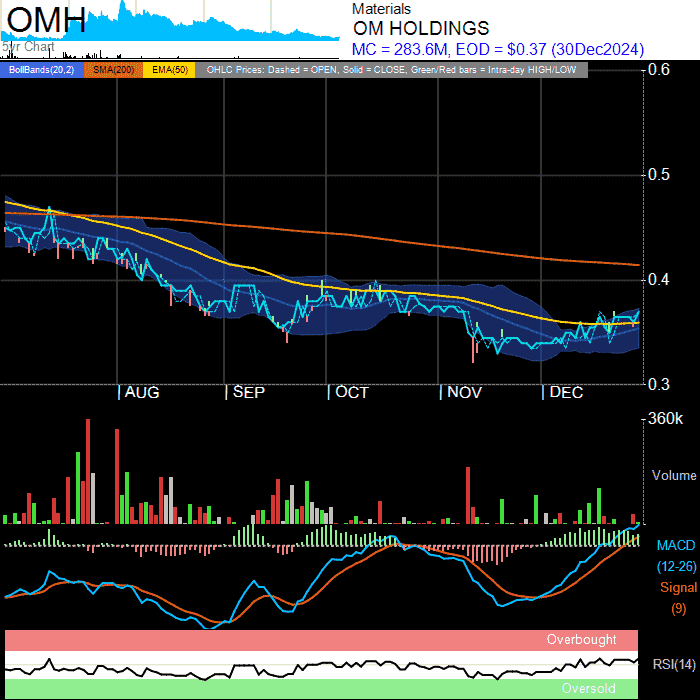 OMH
5yr Chart
Materials
OM HOLDINGS
MC = 283.6M, EOD = $0.37 (30Dec2024)
BollBands(20,2) SMA(200) EMA(50) OHLC Prices: Dashed = OPEN, Solid = CLOSE, Green/Red bars = Intra-day HIGH/LOW
0.6
0.5
0.4
0.3
AUG SEP OCT NOV DEC
360k
Volume
MACD
(12-26)
Signal
(9)
Overbought
RSI(14)
Oversold